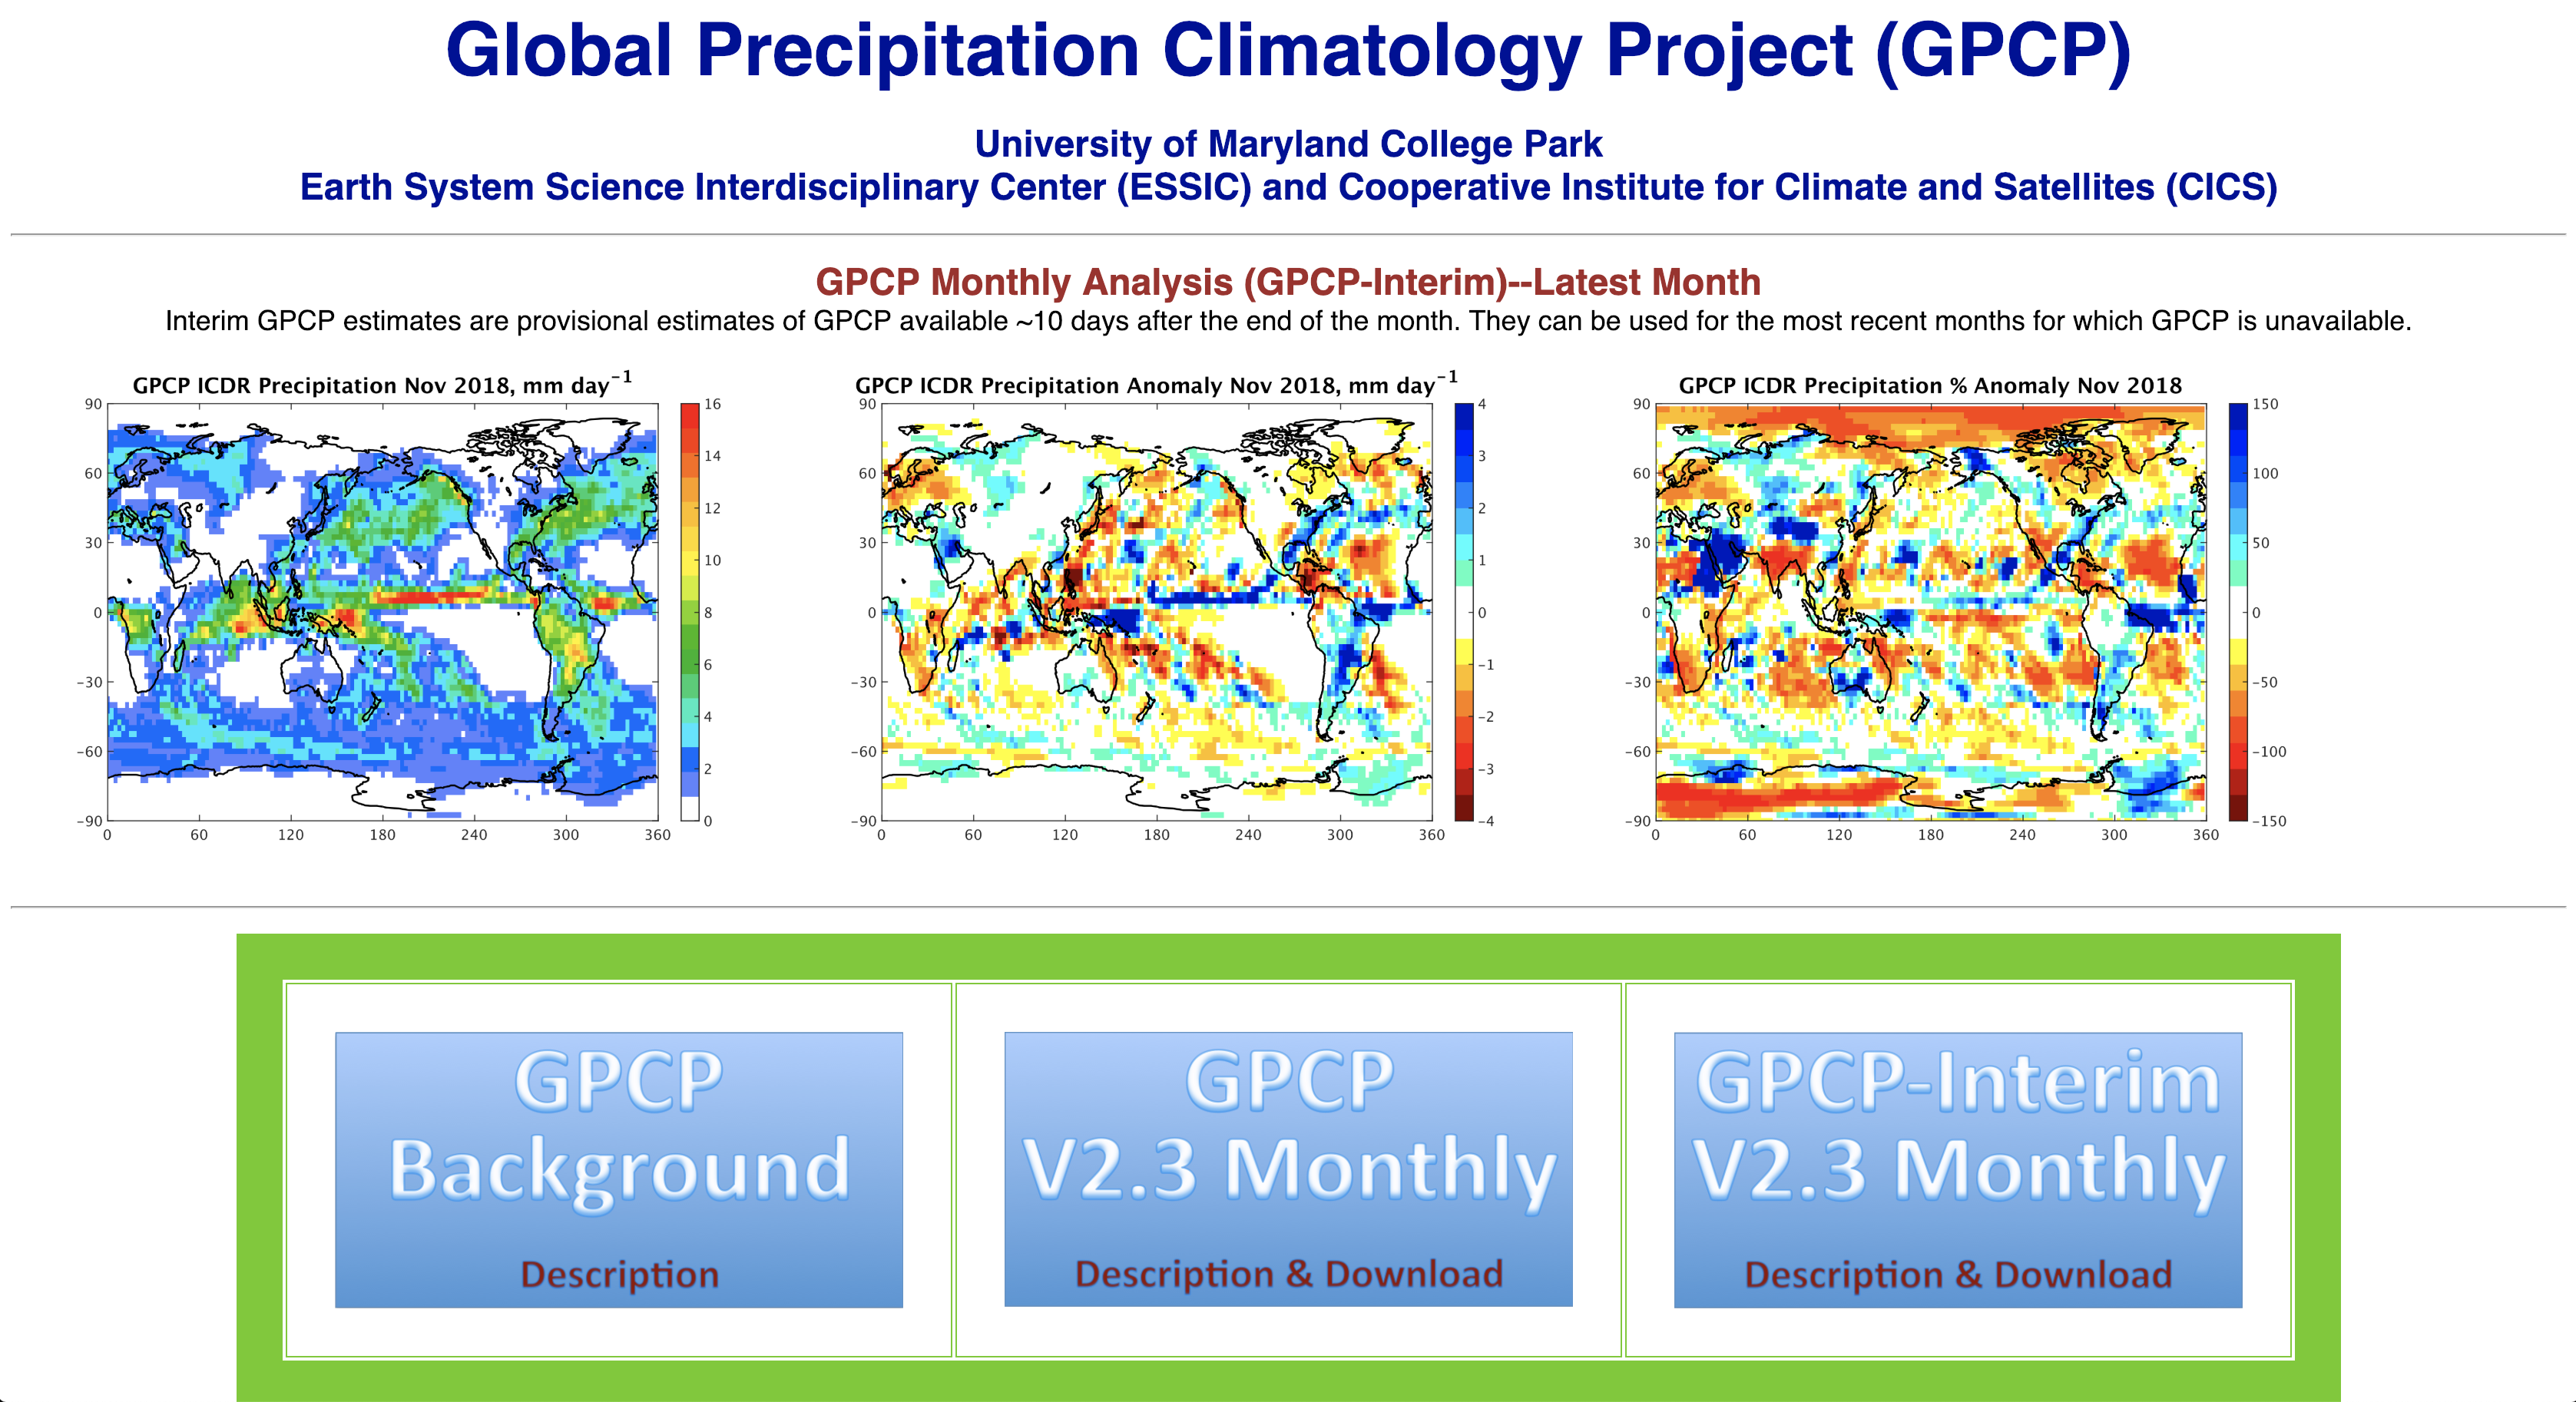 Global Precipitation Climatology Project (GPCP)
University of Maryland College Park
Earth System Science Interdisciplinary Center (ESSIC) and Cooperative Institute for Climate and Satellites (CICS)
GPCP Monthly Analysis (GPCP-Interim)--Latest Month
Interim GPCP estimates are provisional estimates of GPCP available ~10 days after the end of the month. They can be used for the most recent months for which GPCP is unavailable.
GPCP ICDR Precipitation Nov 2018, mm day⁻¹
90
60
30
0
−30
−60
−90
0 60 120 180 240 300 360
16
14
12
10
8
6
4
2
0
GPCP ICDR Precipitation Anomaly Nov 2018, mm day⁻¹
90
60
30
0
−30
−60
−90
0 60 120 180 240 300 360
4
3
2
1
0
−1
−2
−3
−4
GPCP ICDR Precipitation % Anomaly Nov 2018
90
60
30
0
−30
−60
−90
0 60 120 180 240 300 360
150
100
50
0
−50
−100
−150
GPCP
Background
Description
GPCP
V2.3 Monthly
Description & Download
GPCP-Interim
V2.3 Monthly
Description & Download